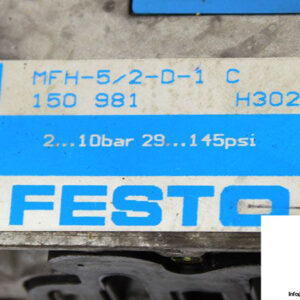 MFH-5/2-D-1 C
150 981 H302
2...10bar 29...145psi
FESTO